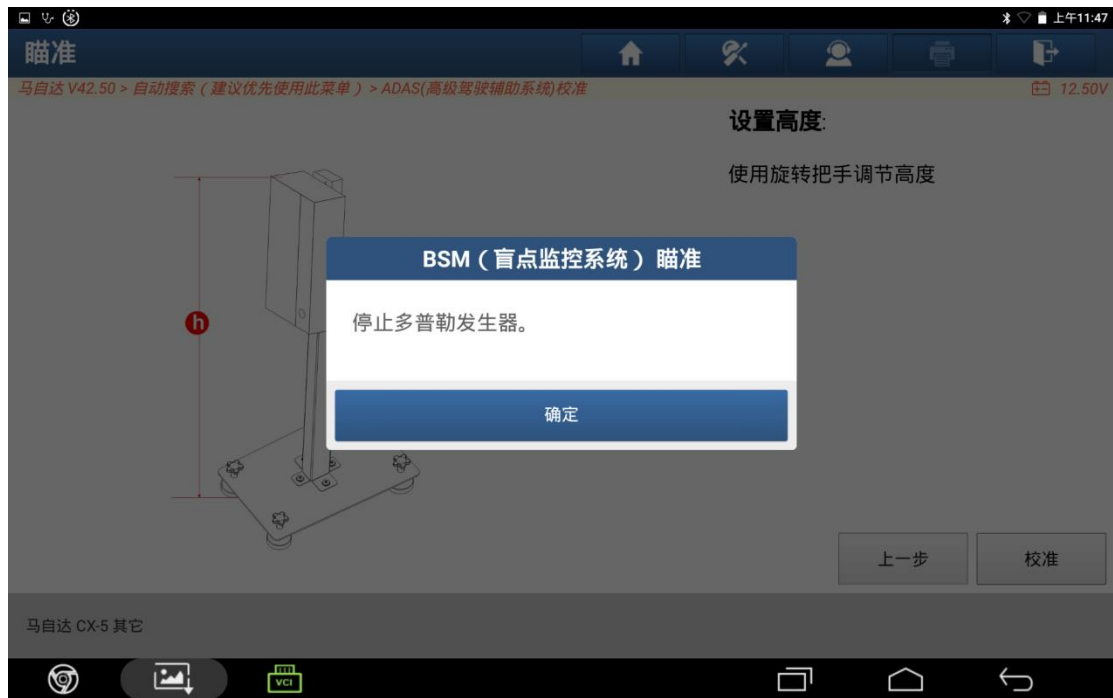 上午11:47
瞄准
马自达 V42.50 > 自动搜索（建议优先使用此菜单）> ADAS(高级驾驶辅助系统)校准
12.50V
设置高度:
使用旋转把手调节高度
h
BSM（盲点监控系统）瞄准
停止多普勒发生器。
确定
上一步
校准
马自达 CX-5 其它
VCI